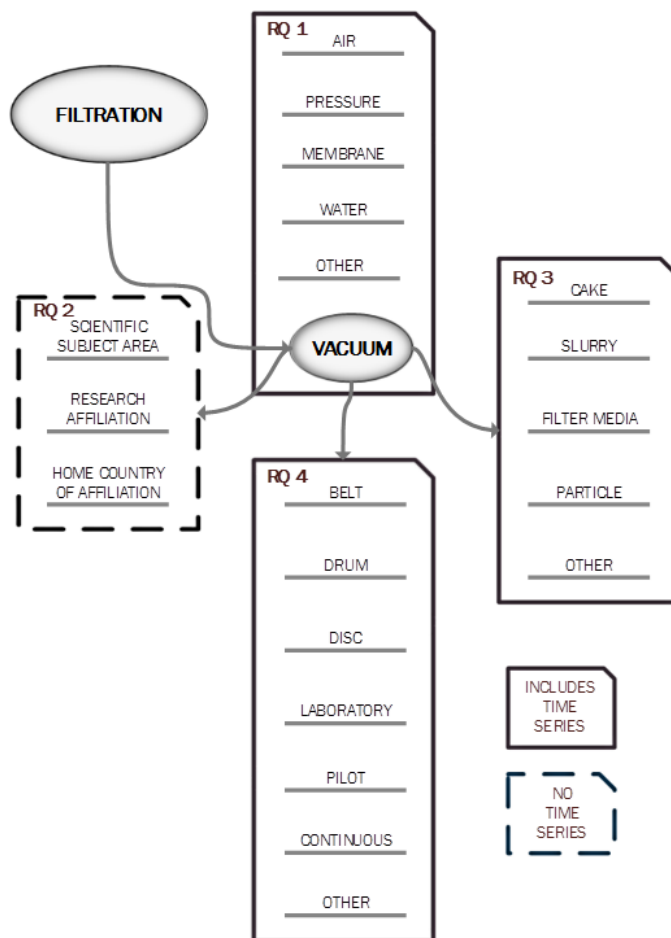 FILTRATION
RQ 1
AIR
PRESSURE
MEMBRANE
WATER
OTHER
VACUUM
RQ 2
SCIENTIFIC
SUBJECT AREA
RESEARCH
AFFILIATION
HOME COUNTRY
OF AFFILIATION
RQ 3
CAKE
SLURRY
FILTER MEDIA
PARTICLE
OTHER
RQ 4
BELT
DRUM
DISC
LABORATORY
PILOT
CONTINUOUS
OTHER
INCLUDES
TIME
SERIES
NO
TIME
SERIES